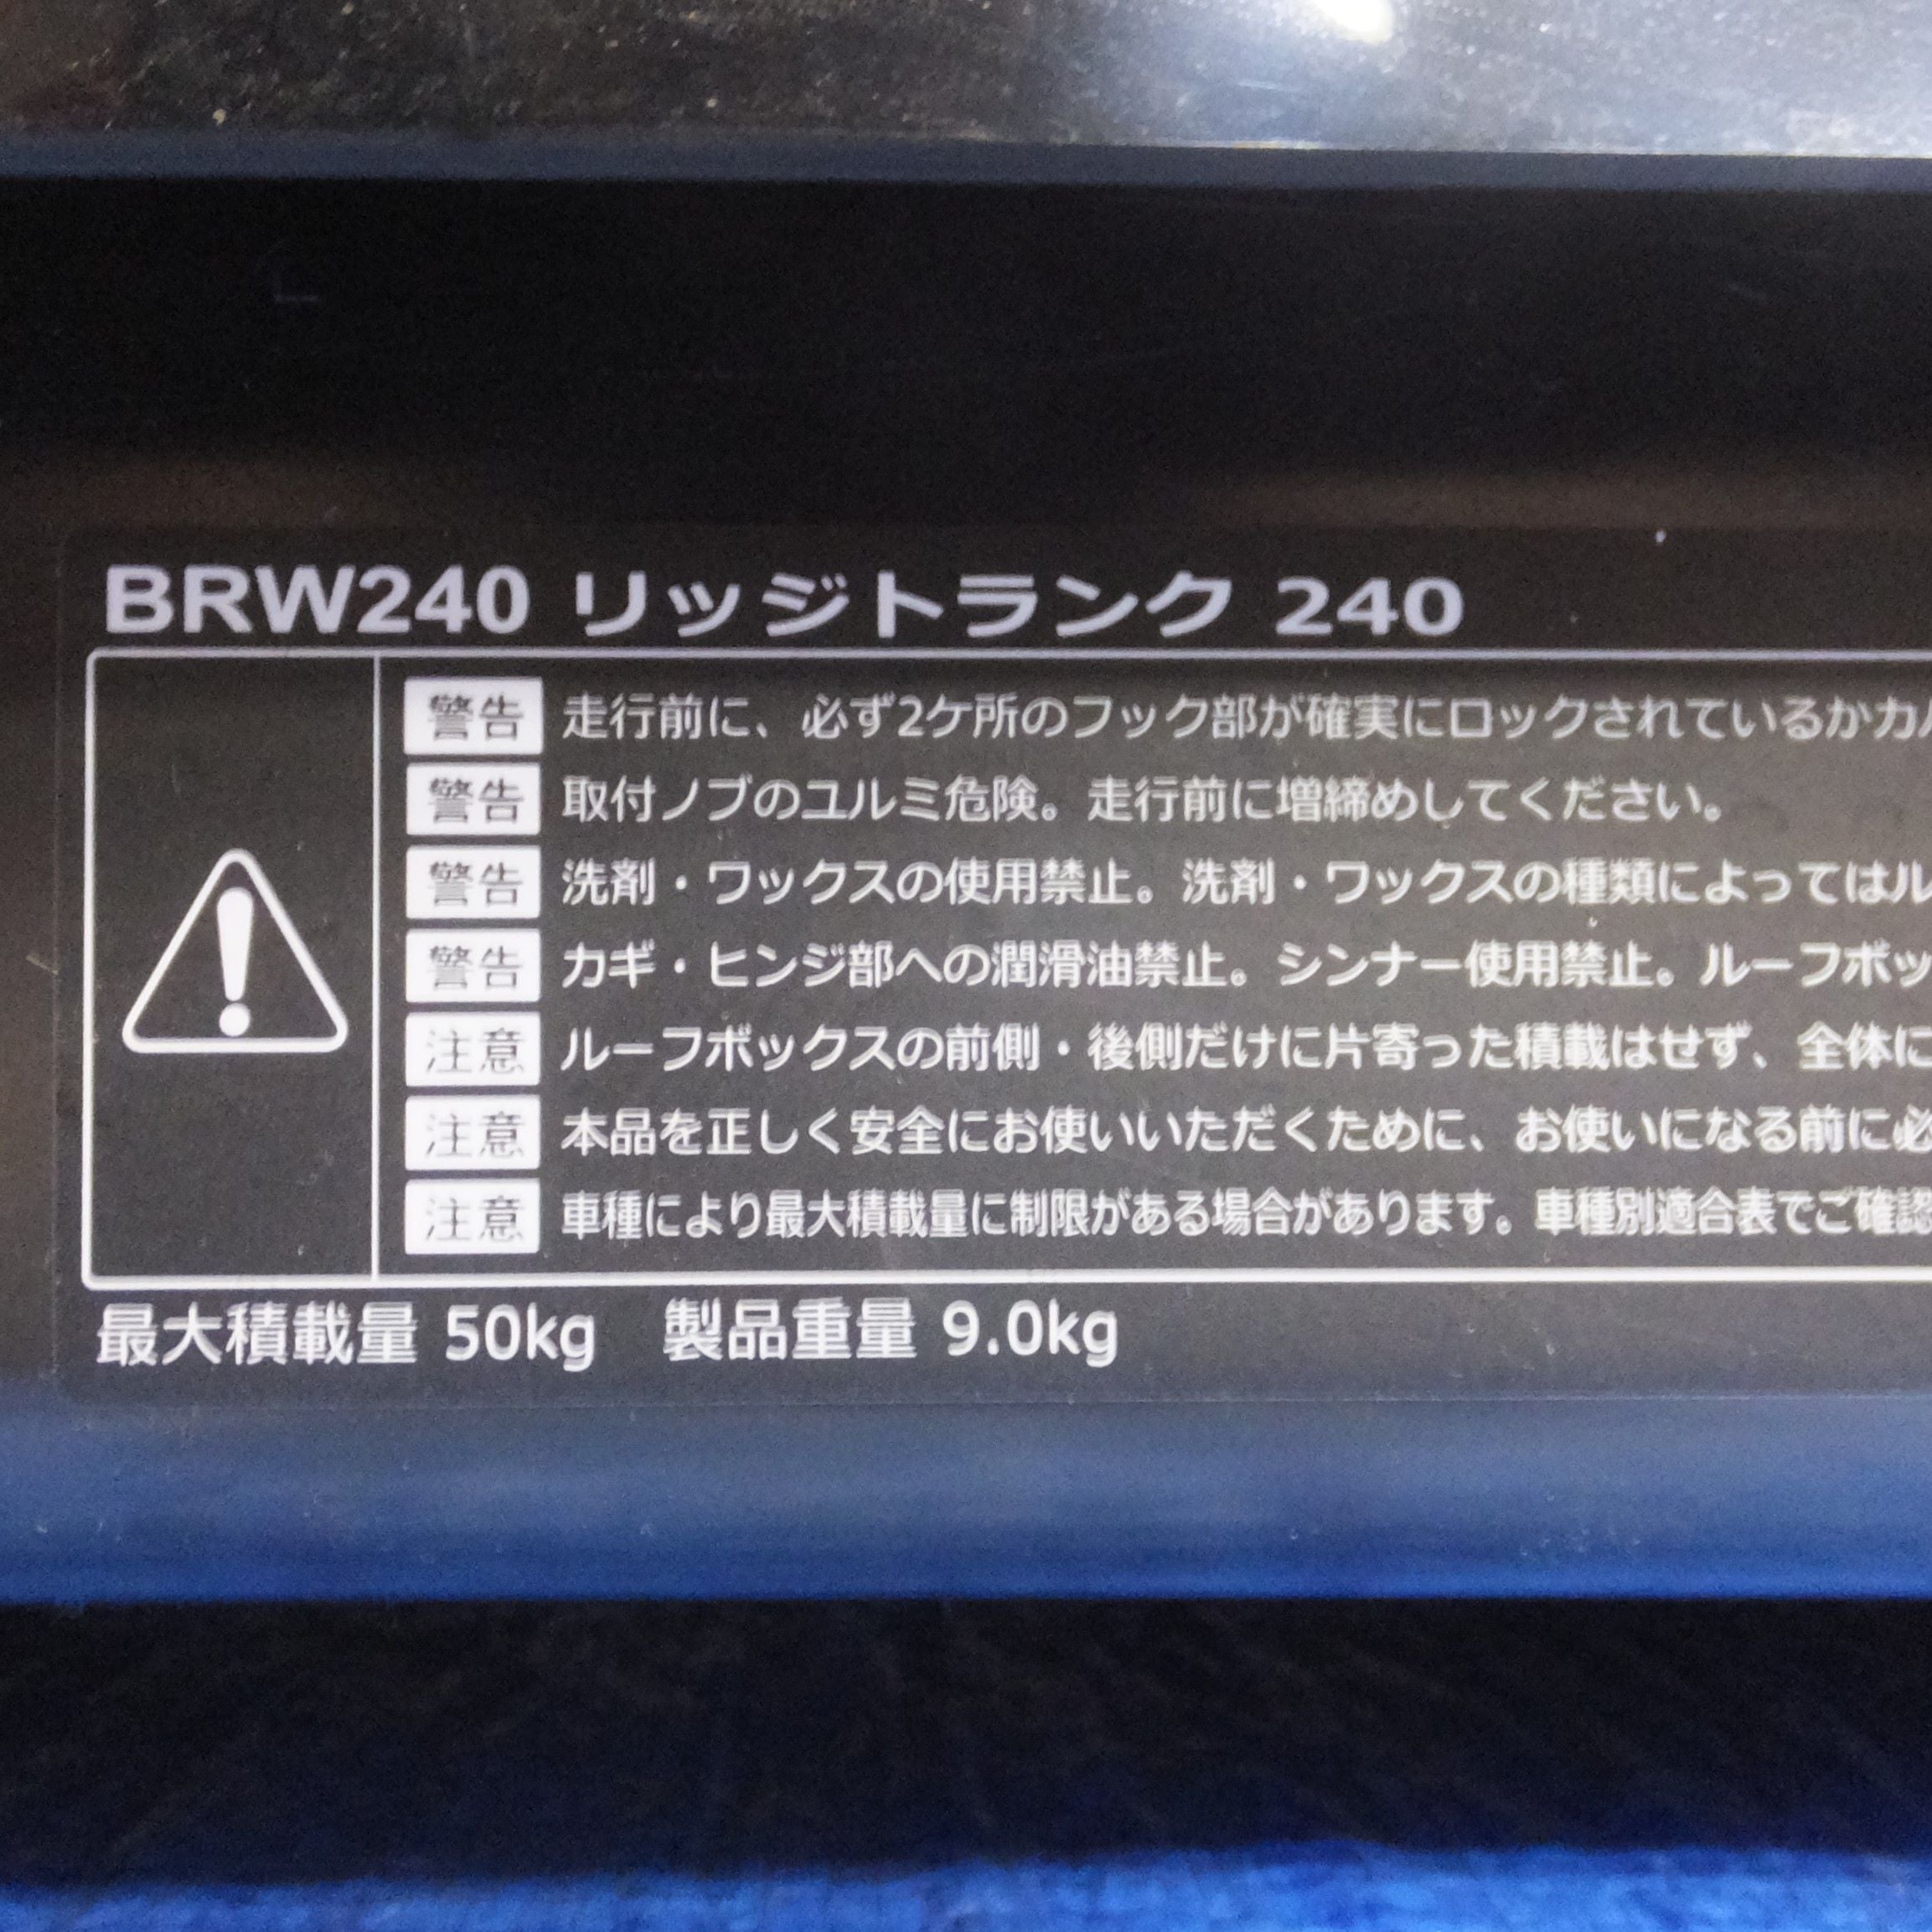 BRW240 リッジトランク 240
警告 走行前に、必ず2ケ所のフック部が確実にロックされているかカ
警告 取付ノブのユルミ危険。走行前に増締めしてください。
警告 洗剤・ワックスの使用禁止。洗剤・ワックスの種類によってはル
警告 カギ・ヒンジ部への潤滑油禁止。シンナー使用禁止。ルーフボッ
注意 ルーフボックスの前側・後側だけに片寄った積載はせず、全体に
注意 本品を正しく安全にお使いいただくために、お使いになる前に必
注意 車種により最大積載量に制限がある場合があります。車種別適合表でご確認
最大積載量 50kg 製品重量 9.0kg